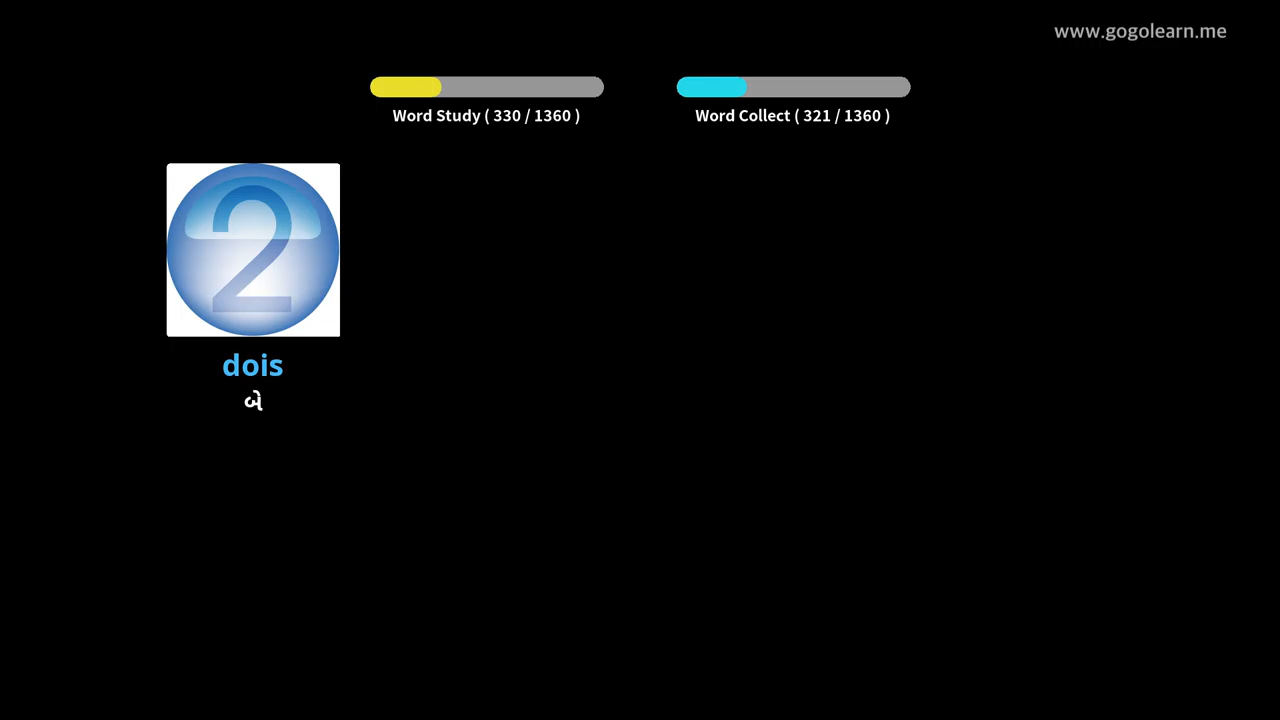 www.gogolearn.me
Word Study ( 330 / 1360 )
Word Collect ( 321 / 1360 )
2
dois
બે